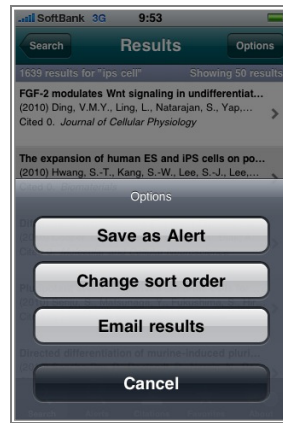 SoftBank 3G 9:53
Search Results Options
1639 results for "ips cell" Showing 50 results
FGF-2 modulates Wnt signaling in undifferentiat...
(2010) Ding, V.M.Y., Ling, L., Natarajan, S., Yap,...
Cited 0. Journal of Cellular Physiology
The expansion of human ES and iPS cells on po...
(2010) Hwang, S.-T., Kang, S.-W., Lee, S.-J., Lee,...
Options
Save as Alert
Change sort order
Email results
Directed differentiation of murine-induced pluri...
Cancel